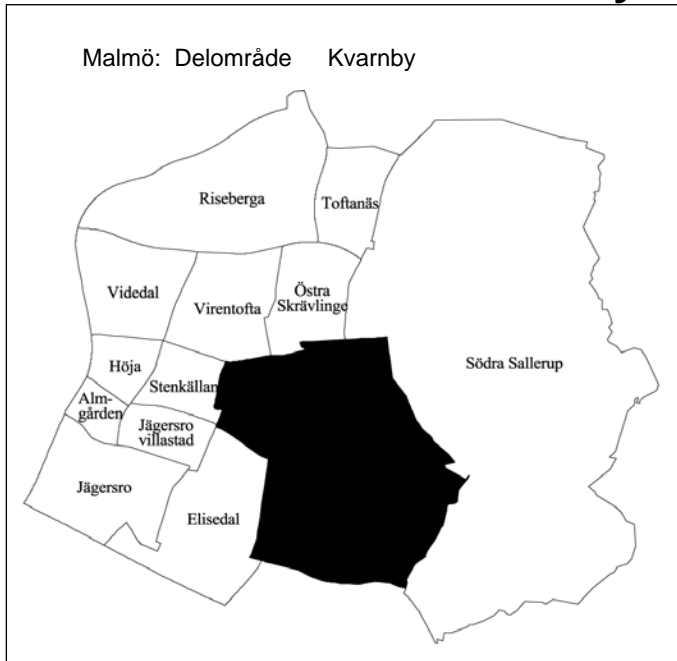 Malmö: Delområde Kvarnby
Riseberga
Toftanäs
Videdal
Virentofta
Östra
Skrävlinge
Höja
Stenkällan
Södra Sallerup
Alm-
gården
Jägersro
villastad
Jägersro
Elisedal